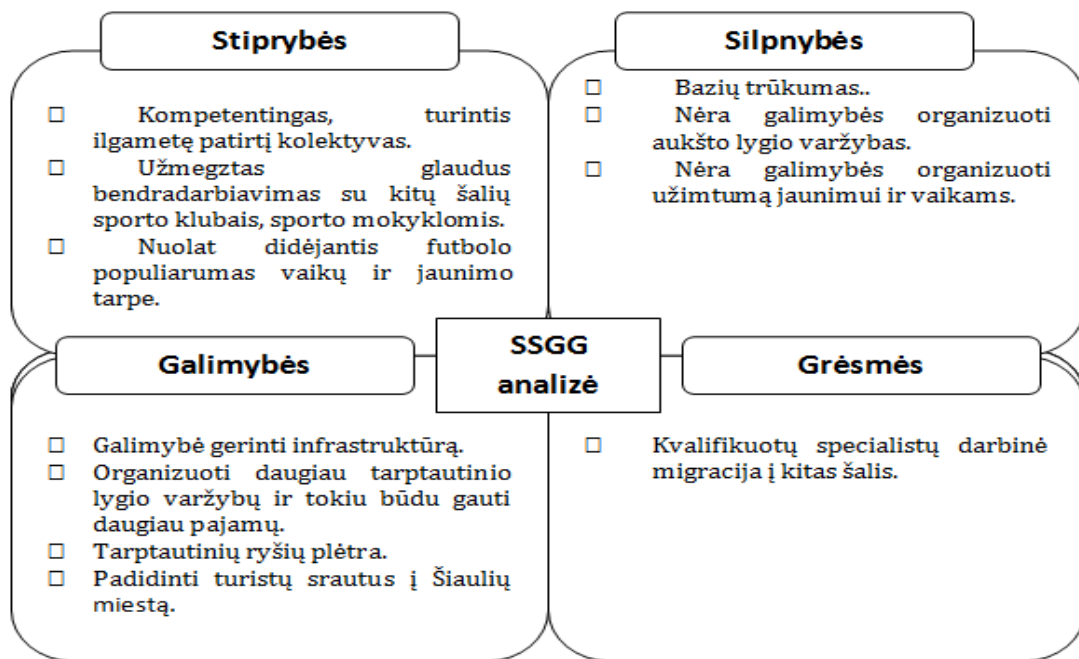 Stiprybės
☐ Kompetentingas, turintis
ilgametę patirtį kolektyvas.
☐ Užmegztas glaudus
bendradarbiavimas su kitų šalių
sporto klubais, sporto mokyklomis.
☐ Nuolat didėjantis futbolo
populiarumas vaikų ir jaunimo
tarpe.
Silpnybės
☐ Bazių trūkumas..
☐ Nėra galimybės organizuoti
aukšto lygio varžybas.
☐ Nėra galimybės organizuoti
užimtumą jaunimui ir vaikams.
SSGG
analizė
Galimybės
☐ Galimybė gerinti infrastruktūrą.
☐ Organizuoti daugiau tarptautinio
lygio varžybų ir tokiu būdu gauti
daugiau pajamų.
☐ Tarptautinių ryšių plėtra.
☐ Padidinti turistų srautus į Šiaulių
miestą.
Grėsmės
☐ Kvalifikuotų specialistų darbinė
migracija į kitas šalis.